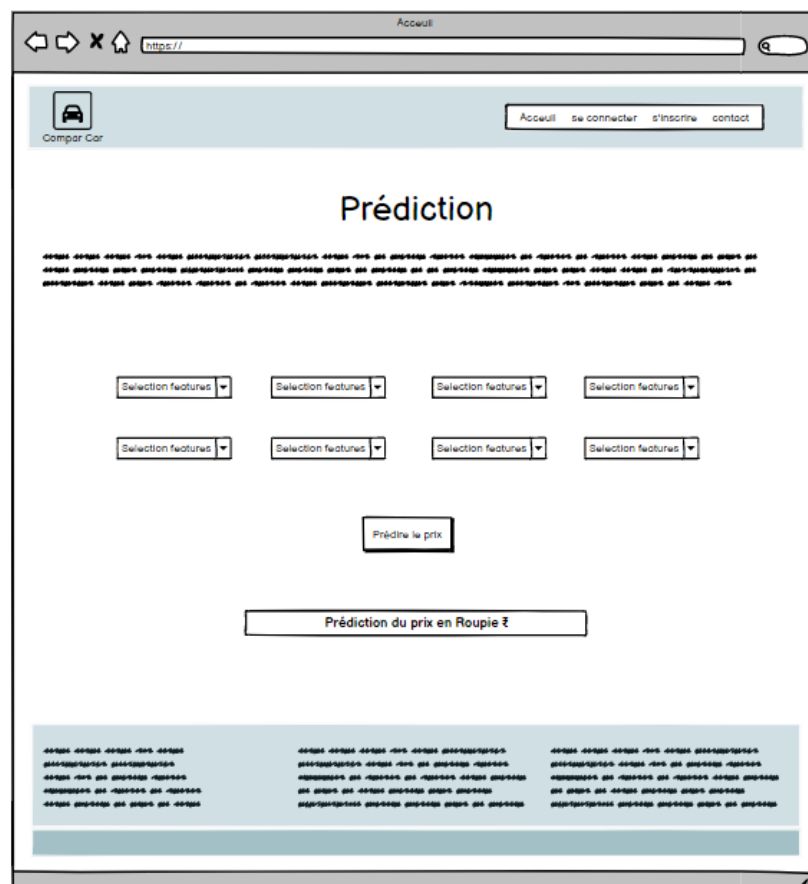 Acceuil
https://
Compar Car
Acceuil se connecter s'inscrire contact
Prédiction
Selection features Selection features Selection features Selection features
Selection features Selection features Selection features Selection features
Prédire le prix
Prédiction du prix en Roupie ₹